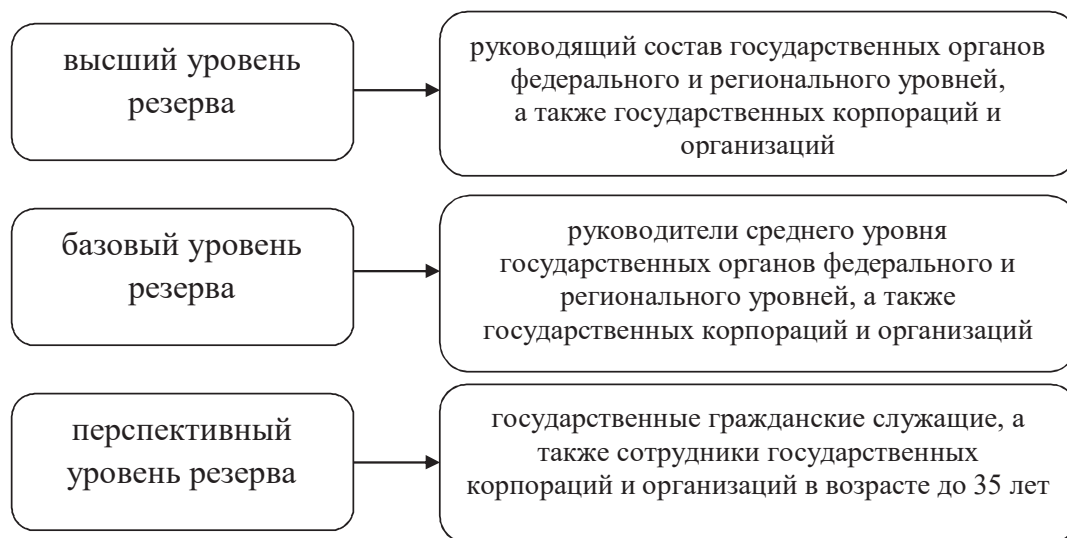 высший уровень
резерва
руководящий состав государственных органов
федерального и регионального уровней,
а также государственных корпораций и
организаций
базовый уровень
резерва
руководители среднего уровня
государственных органов федерального и
регионального уровней, а также
государственных корпораций и организаций
перспективный
уровень резерва
государственные гражданские служащие, а
также сотрудники государственных
корпораций и организаций в возрасте до 35 лет